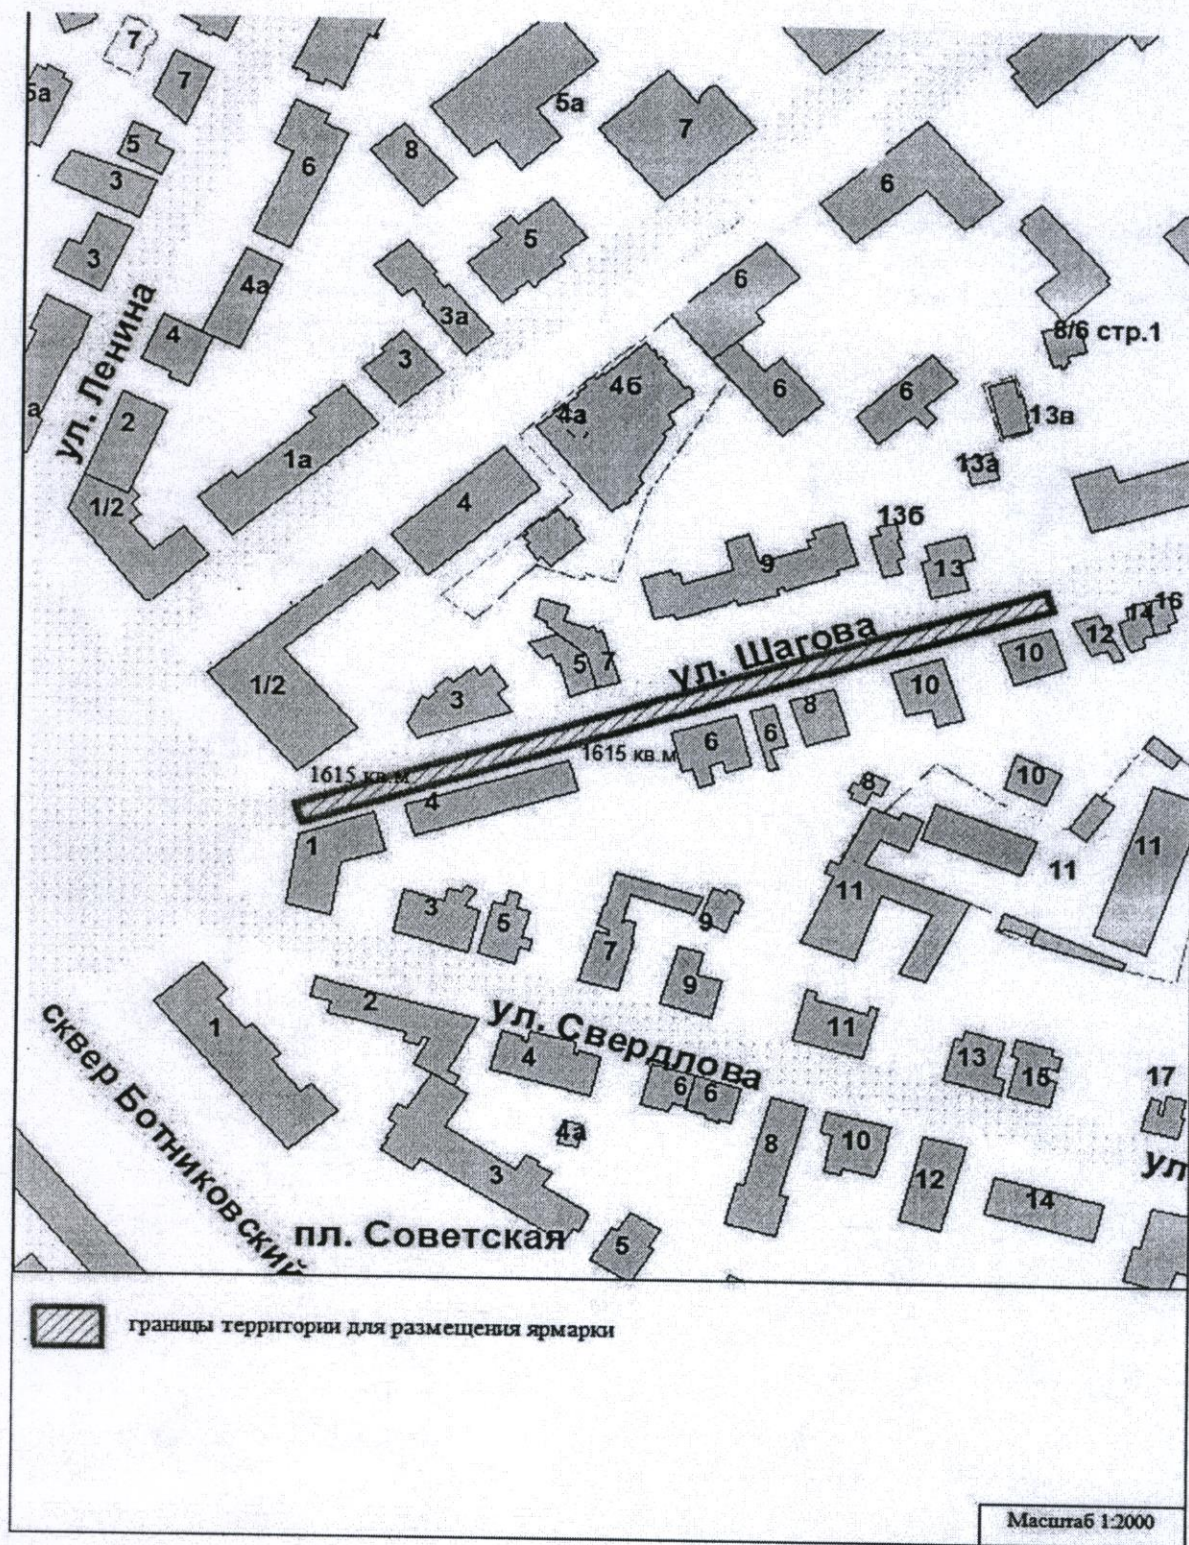 7
7
5а
5
3
6
8
5а
7
6
3
4а
5
3а
6
8/6 стр.1
4
ул. Ленина
3
4б
4а
6
6
13в
а
2
1а
13а
1/2
4
13б
9
13
ул. Шагова
12
14
16
5
7
10
1/2
3
10
8
6
6
1615 кв.м
1615 кв.м
4
8
10
1
11
11
11
3
5
9
7
9
2
ул. Свердлова
11
1
4
13
15
17
6
6
сквер Ботниковский
4а
8
10
12
14
ул
3
пл. Советская
5
границы территории для размещения ярмарки
Масштаб 1:2000